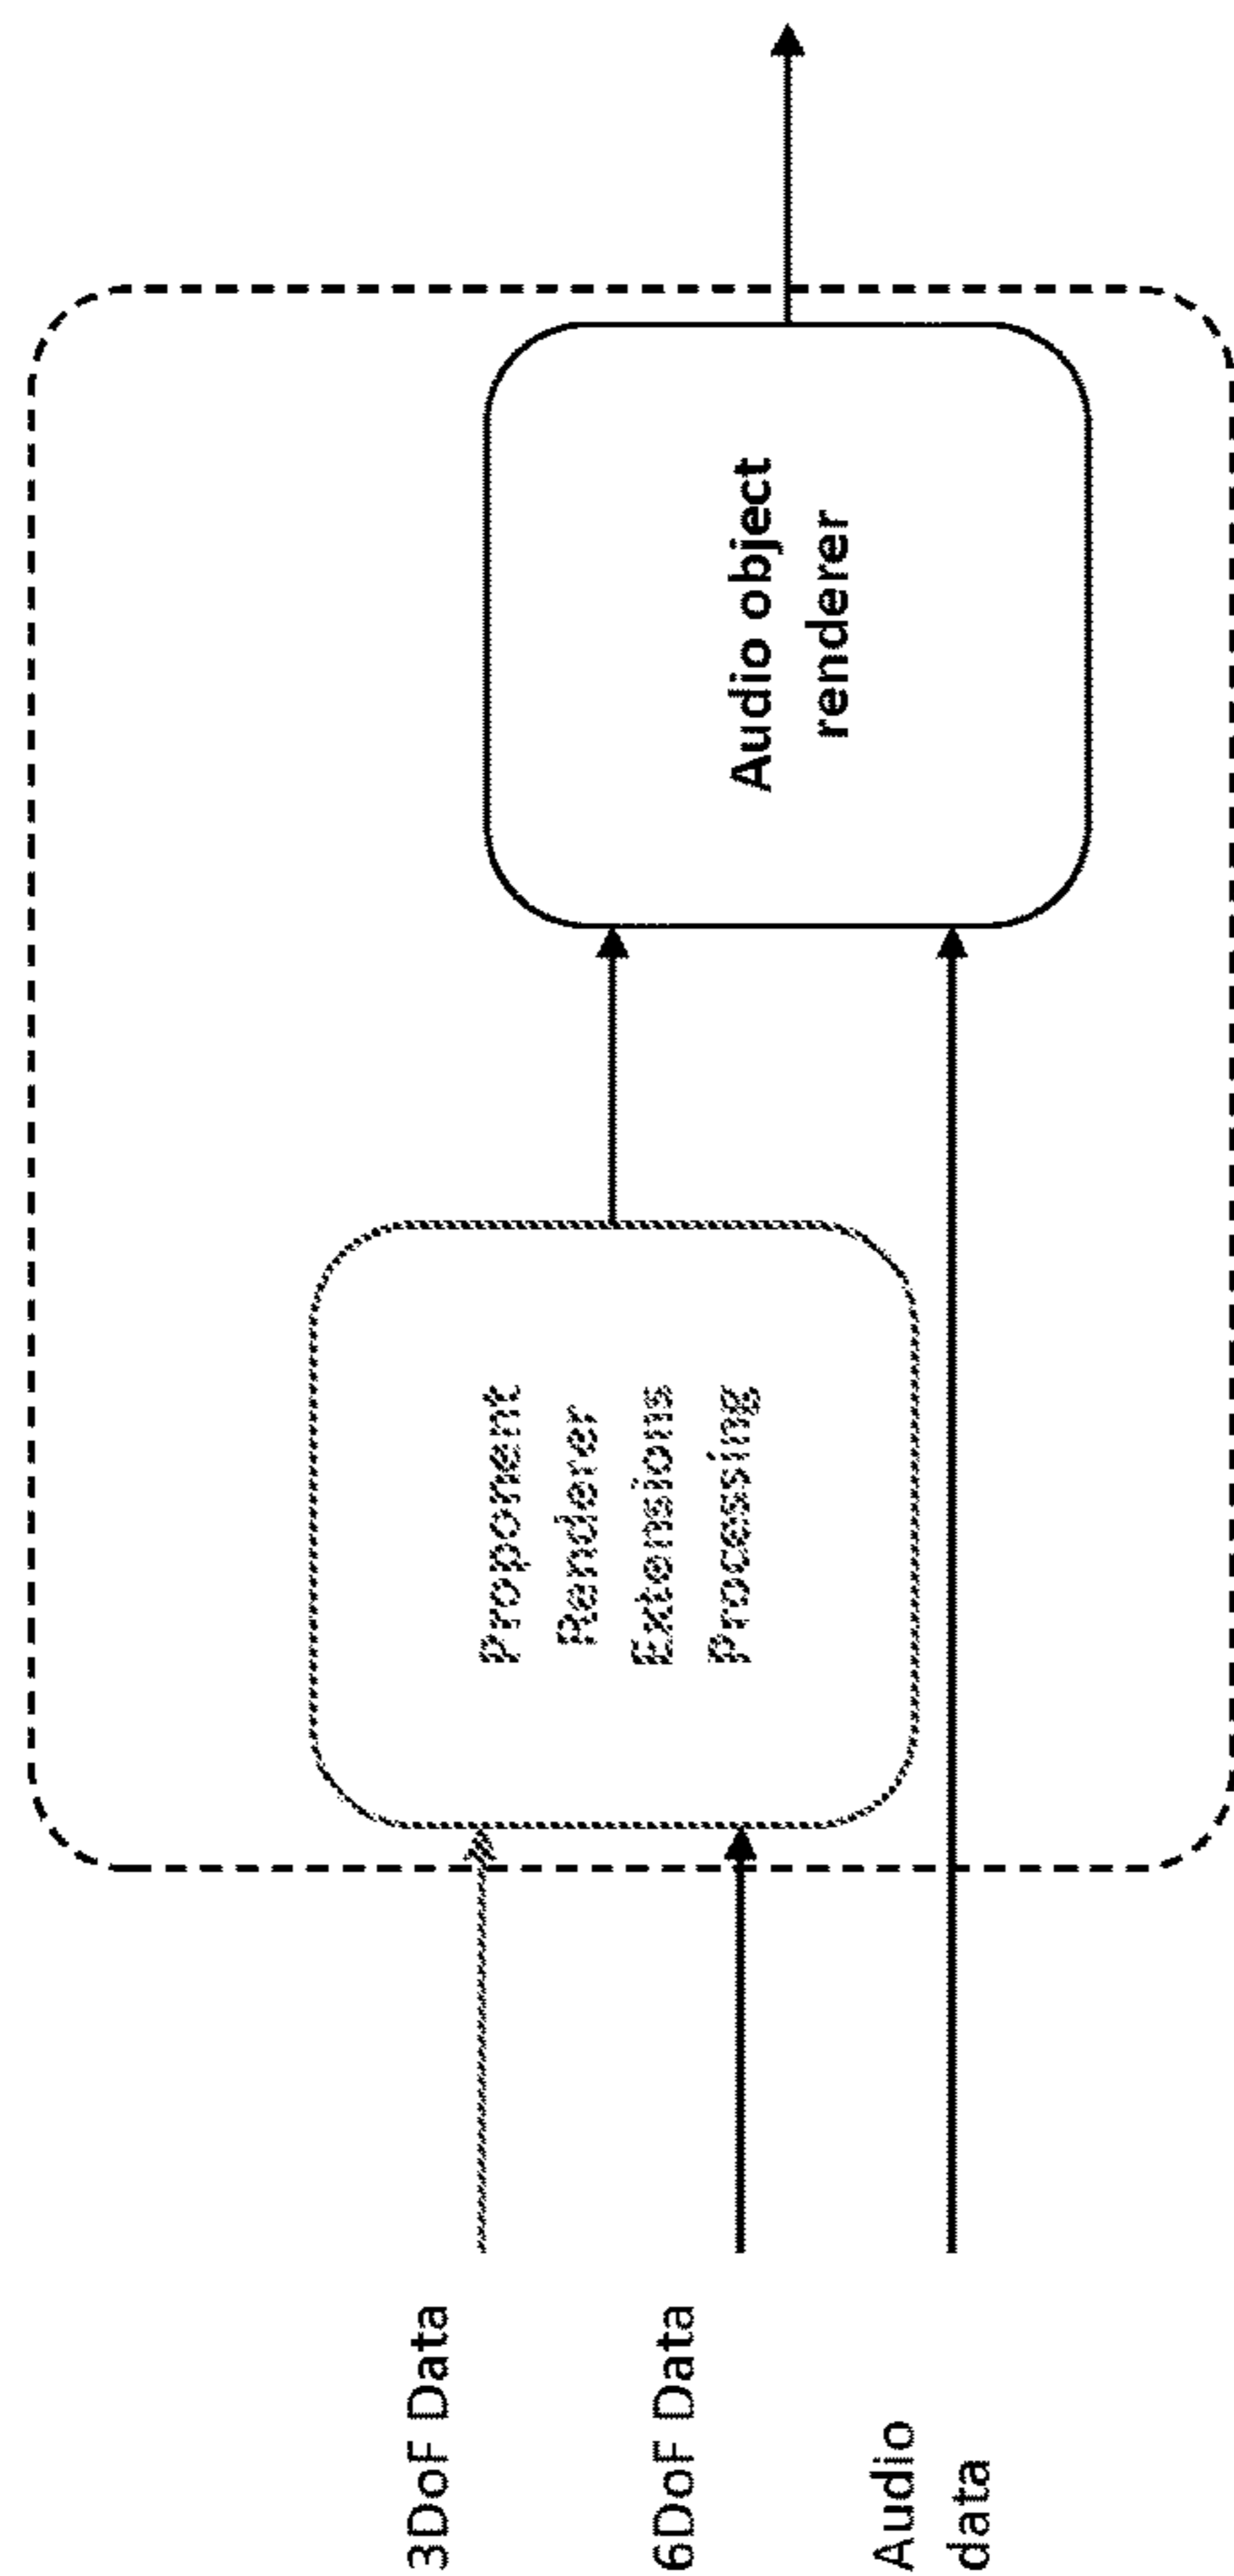 3DoF Data
6DoF Data
Audio
data
Proponent
Renderer
Extensions
Processing
Audio object
renderer